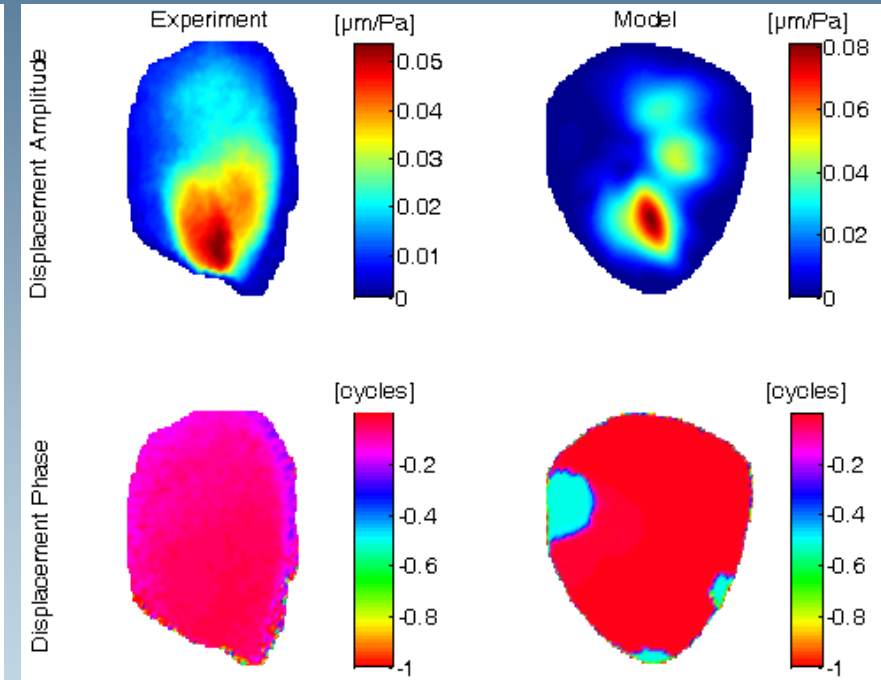 Experiment
[µm/Pa]
Model
[µm/Pa]
Displacement Amplitude
0.05
0.04
0.03
0.02
0.01
0
0.08
0.06
0.04
0.02
0
[cycles]
[cycles]
Displacement Phase
-0.2
-0.4
-0.6
-0.8
-1
-0.2
-0.4
-0.6
-0.8
-1